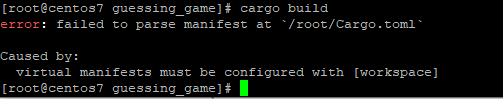 [root@centos7 guessing_game]# cargo build
error: failed to parse manifest at `/root/Cargo.toml`

Caused by:
  virtual manifests must be configured with [workspace]
[root@centos7 guessing_game]#